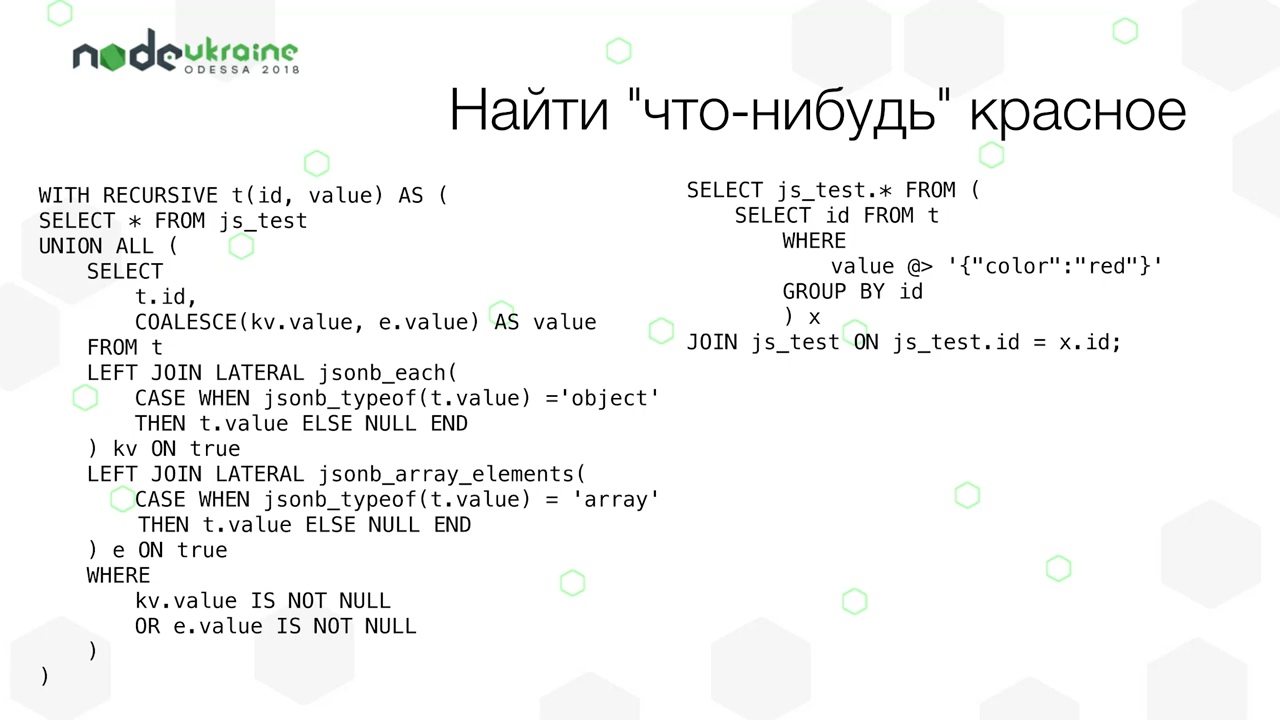 nodeukraine
ODESSA 2018
Найти "что-нибудь" красное
WITH RECURSIVE t(id, value) AS (
SELECT * FROM js_test
UNION ALL (
SELECT
t.id,
COALESCE(kv.value, e.value) AS value
FROM t
LEFT JOIN LATERAL jsonb_each(
CASE WHEN jsonb_typeof(t.value) ='object'
THEN t.value ELSE NULL END
) kv ON true
LEFT JOIN LATERAL jsonb_array_elements(
CASE WHEN jsonb_typeof(t.value) = 'array'
THEN t.value ELSE NULL END
) e ON true
WHERE
kv.value IS NOT NULL
OR e.value IS NOT NULL
)
)
SELECT js_test.* FROM (
SELECT id FROM t
WHERE
value @> '{"color":"red"}'
GROUP BY id
) x
JOIN js_test ON js_test.id = x.id;